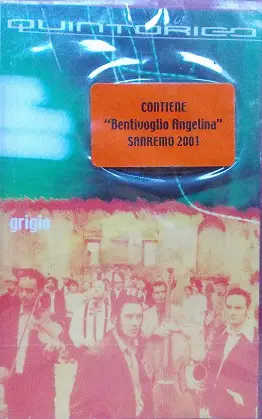 QUINTORIGO
CONTIENE
"Bentivoglio Angelina"
SANREMO 2001
grigio